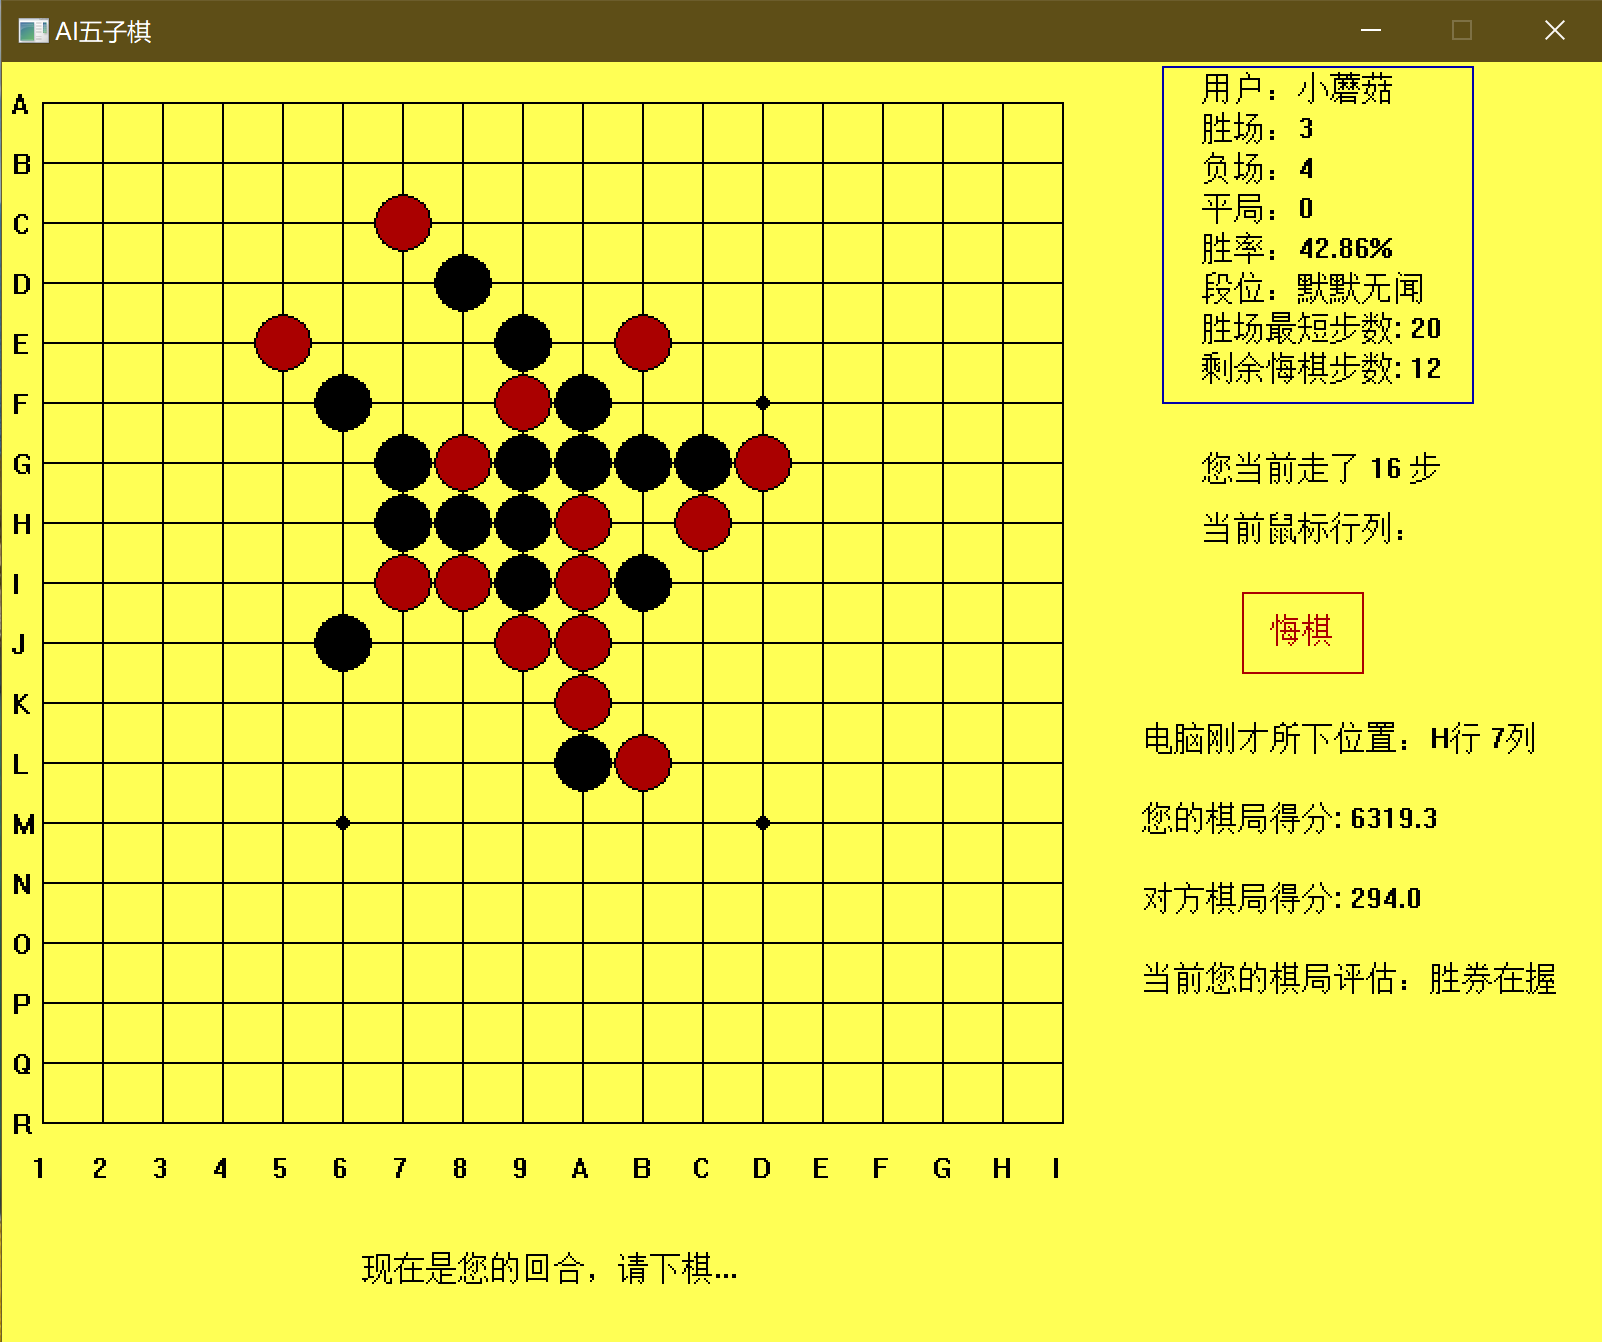 AI五子棋
A
B
C
D
E
F
G
H
I
J
K
L
M
N
O
P
Q
R
1 2 3 4 5 6 7 8 9 A B C D E F G H I
现在是您的回合，请下棋...
用户：小蘑菇
胜场：3
负场：4
平局：0
胜率：42.86%
段位：默默无闻
胜场最短步数: 20
剩余悔棋步数: 12
您当前走了 16 步
当前鼠标行列：
悔棋
电脑刚才所下位置：H行 7列
您的棋局得分: 6319.3
对方棋局得分: 294.0
当前您的棋局评估：胜券在握